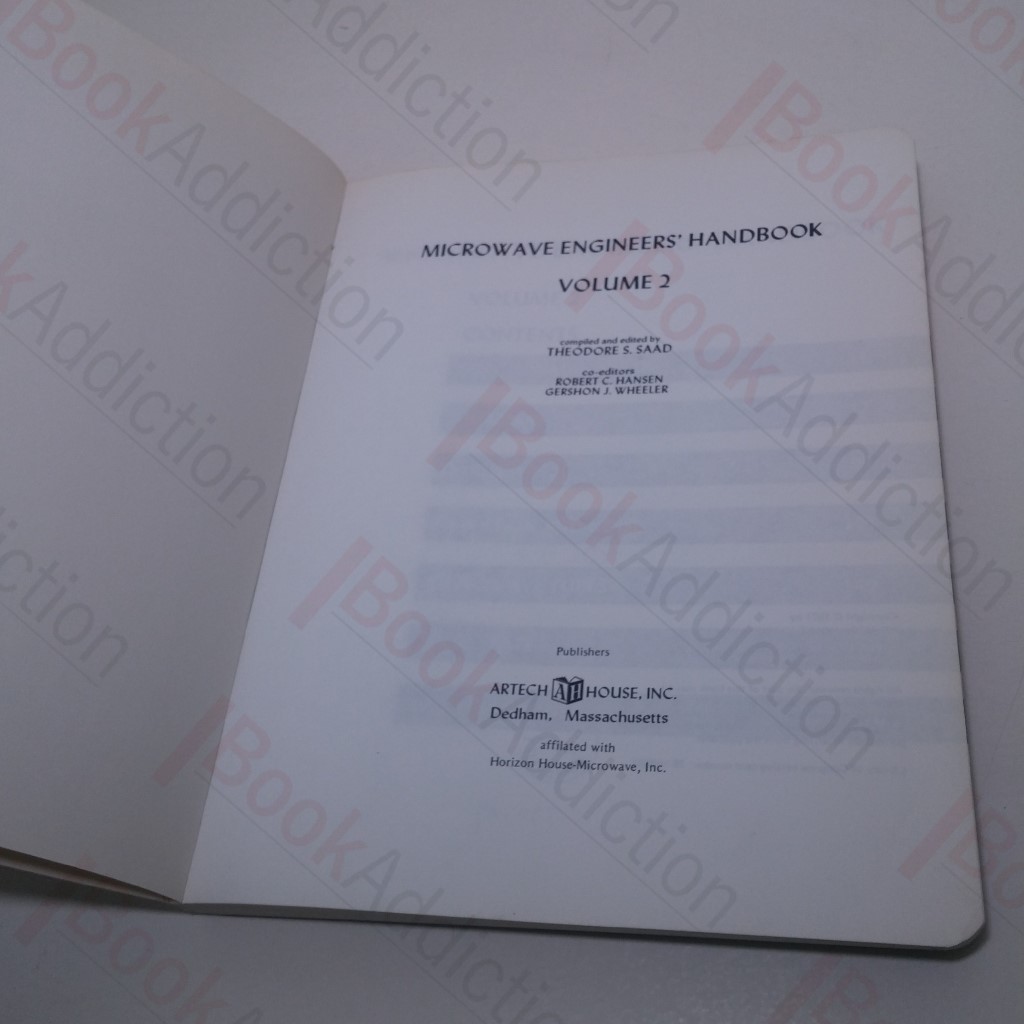 MICROWAVE ENGINEERS' HANDBOOK
VOLUME 2
compiled and edited by
THEODORE S. SAAD
co-editors
ROBERT C. HANSEN
GERSHON J. WHEELER
Publishers
ARTECH AH HOUSE, INC.
Dedham, Massachusetts
affilated with
Horizon House-Microwave, Inc.
BookAddiction